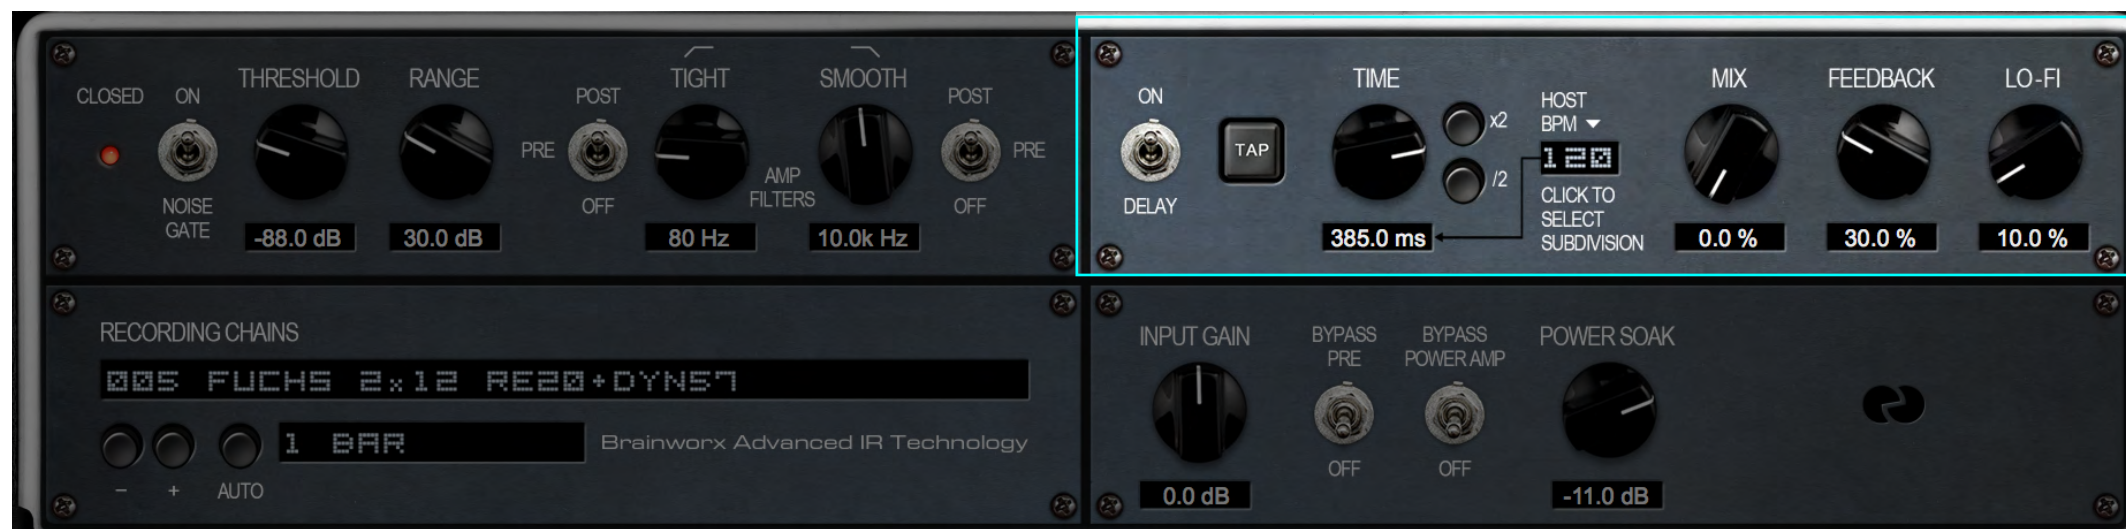 CLOSED
ON
THRESHOLD
RANGE
NOISE
GATE
-88.0 dB
30.0 dB
POST
PRE
OFF
TIGHT
80 Hz
AMP
FILTERS
SMOOTH
10.0k Hz
POST
PRE
OFF
ON
DELAY
TAP
TIME
385.0 ms
x2
/2
HOST
BPM
120
CLICK TO
SELECT
SUBDIVISION
MIX
0.0 %
FEEDBACK
30.0 %
LO-FI
10.0 %
RECORDING CHAINS
005 FUCHS 2x12 RE20+DYN57
- + AUTO
1 BAR
Brainworx Advanced IR Technology
INPUT GAIN
0.0 dB
BYPASS
PRE
OFF
BYPASS
POWER AMP
OFF
POWER SOAK
-11.0 dB